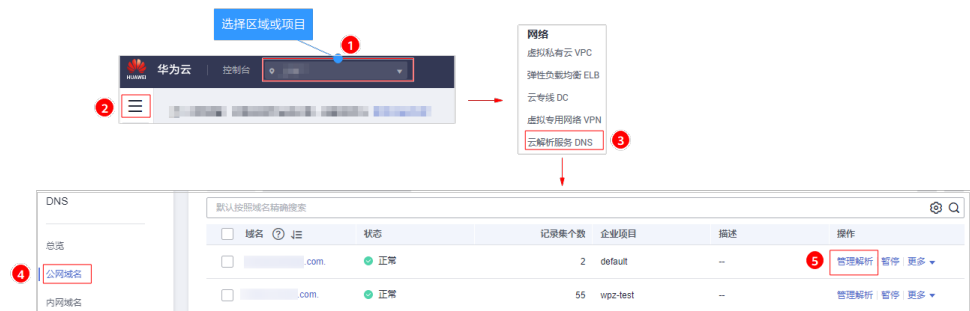 选择区域或项目
1
HUAWEI 华为云 控制台
2
网络
虚拟私有云 VPC
弹性负载均衡 ELB
云专线 DC
虚拟专用网络 VPN
云解析服务 DNS 3
DNS
总览
4 公网域名
内网域名
默认按照域名精确搜索
域名 ? 状态 记录集个数 企业项目 描述 操作
.com. 正常 2 default -- 5 管理解析 暂停 更多
.com. 正常 55 wpz-test -- 管理解析 暂停 更多